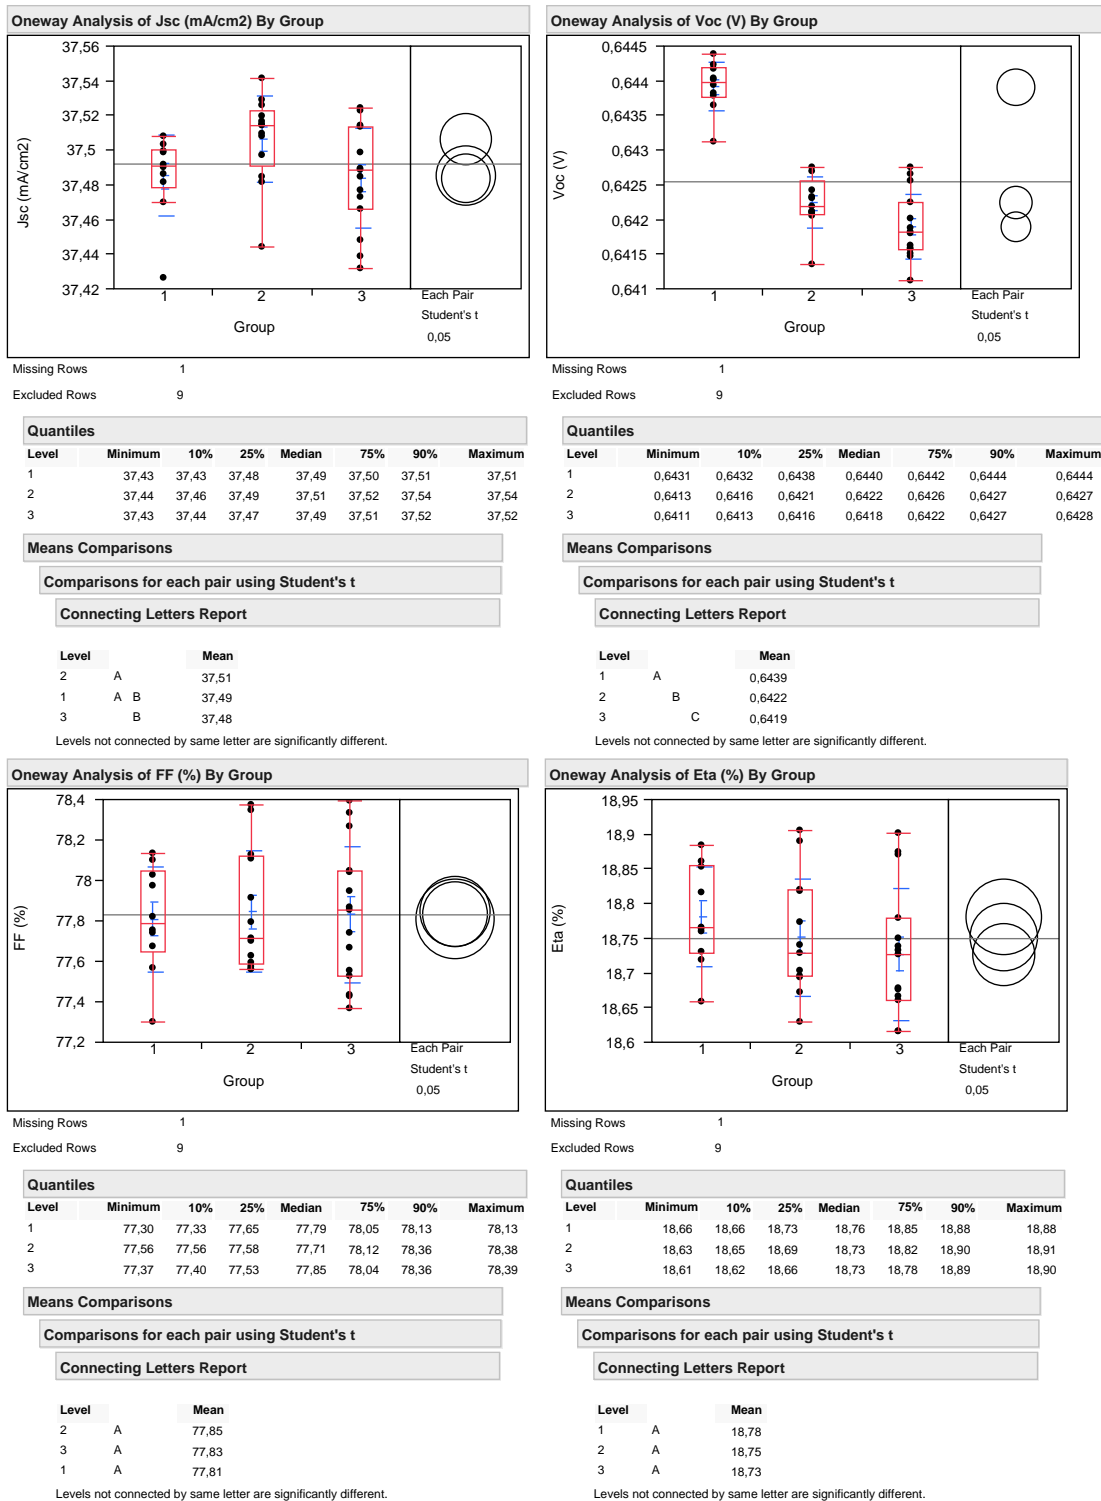 Oneway Analysis of Jsc (mA/cm2) By Group
37,56
37,54
37,52
37,5
37,48
37,46
37,44
37,42
Jsc (mA/cm2)
1 2 3
Group
Each Pair
Student's t
0,05
Missing Rows 1
Excluded Rows 9
Quantiles
Level Minimum 10% 25% Median 75% 90% Maximum
1 37,43 37,43 37,48 37,49 37,50 37,51 37,51
2 37,44 37,46 37,49 37,51 37,52 37,54 37,54
3 37,43 37,44 37,47 37,49 37,51 37,52 37,52
Means Comparisons
Comparisons for each pair using Student's t
Connecting Letters Report
Level Mean
2 A 37,51
1 A B 37,49
3 B 37,48
Levels not connected by same letter are significantly different.
Oneway Analysis of Voc (V) By Group
0,6445
0,644
0,6435
0,643
0,6425
0,642
0,6415
0,641
Voc (V)
1 2 3
Group
Each Pair
Student's t
0,05
Missing Rows 1
Excluded Rows 9
Quantiles
Level Minimum 10% 25% Median 75% 90% Maximum
1 0,6431 0,6432 0,6438 0,6440 0,6442 0,6444 0,6444
2 0,6413 0,6416 0,6421 0,6422 0,6426 0,6427 0,6427
3 0,6411 0,6413 0,6416 0,6418 0,6422 0,6427 0,6428
Means Comparisons
Comparisons for each pair using Student's t
Connecting Letters Report
Level Mean
1 A 0,6439
2 B 0,6422
3 C 0,6419
Levels not connected by same letter are significantly different.
Oneway Analysis of FF (%) By Group
78,4
78,2
78
77,8
77,6
77,4
77,2
FF (%)
1 2 3
Group
Each Pair
Student's t
0,05
Missing Rows 1
Excluded Rows 9
Quantiles
Level Minimum 10% 25% Median 75% 90% Maximum
1 77,30 77,33 77,65 77,79 78,05 78,13 78,13
2 77,56 77,56 77,58 77,71 78,12 78,36 78,38
3 77,37 77,40 77,53 77,85 78,04 78,36 78,39
Means Comparisons
Comparisons for each pair using Student's t
Connecting Letters Report
Level Mean
2 A 77,85
3 A 77,83
1 A 77,81
Levels not connected by same letter are significantly different.
Oneway Analysis of Eta (%) By Group
18,95
18,9
18,85
18,8
18,75
18,7
18,65
18,6
Eta (%)
1 2 3
Group
Each Pair
Student's t
0,05
Missing Rows 1
Excluded Rows 9
Quantiles
Level Minimum 10% 25% Median 75% 90% Maximum
1 18,66 18,66 18,73 18,76 18,85 18,88 18,88
2 18,63 18,65 18,69 18,73 18,82 18,90 18,91
3 18,61 18,62 18,66 18,73 18,78 18,89 18,90
Means Comparisons
Comparisons for each pair using Student's t
Connecting Letters Report
Level Mean
1 A 18,78
2 A 18,75
3 A 18,73
Levels not connected by same letter are significantly different.